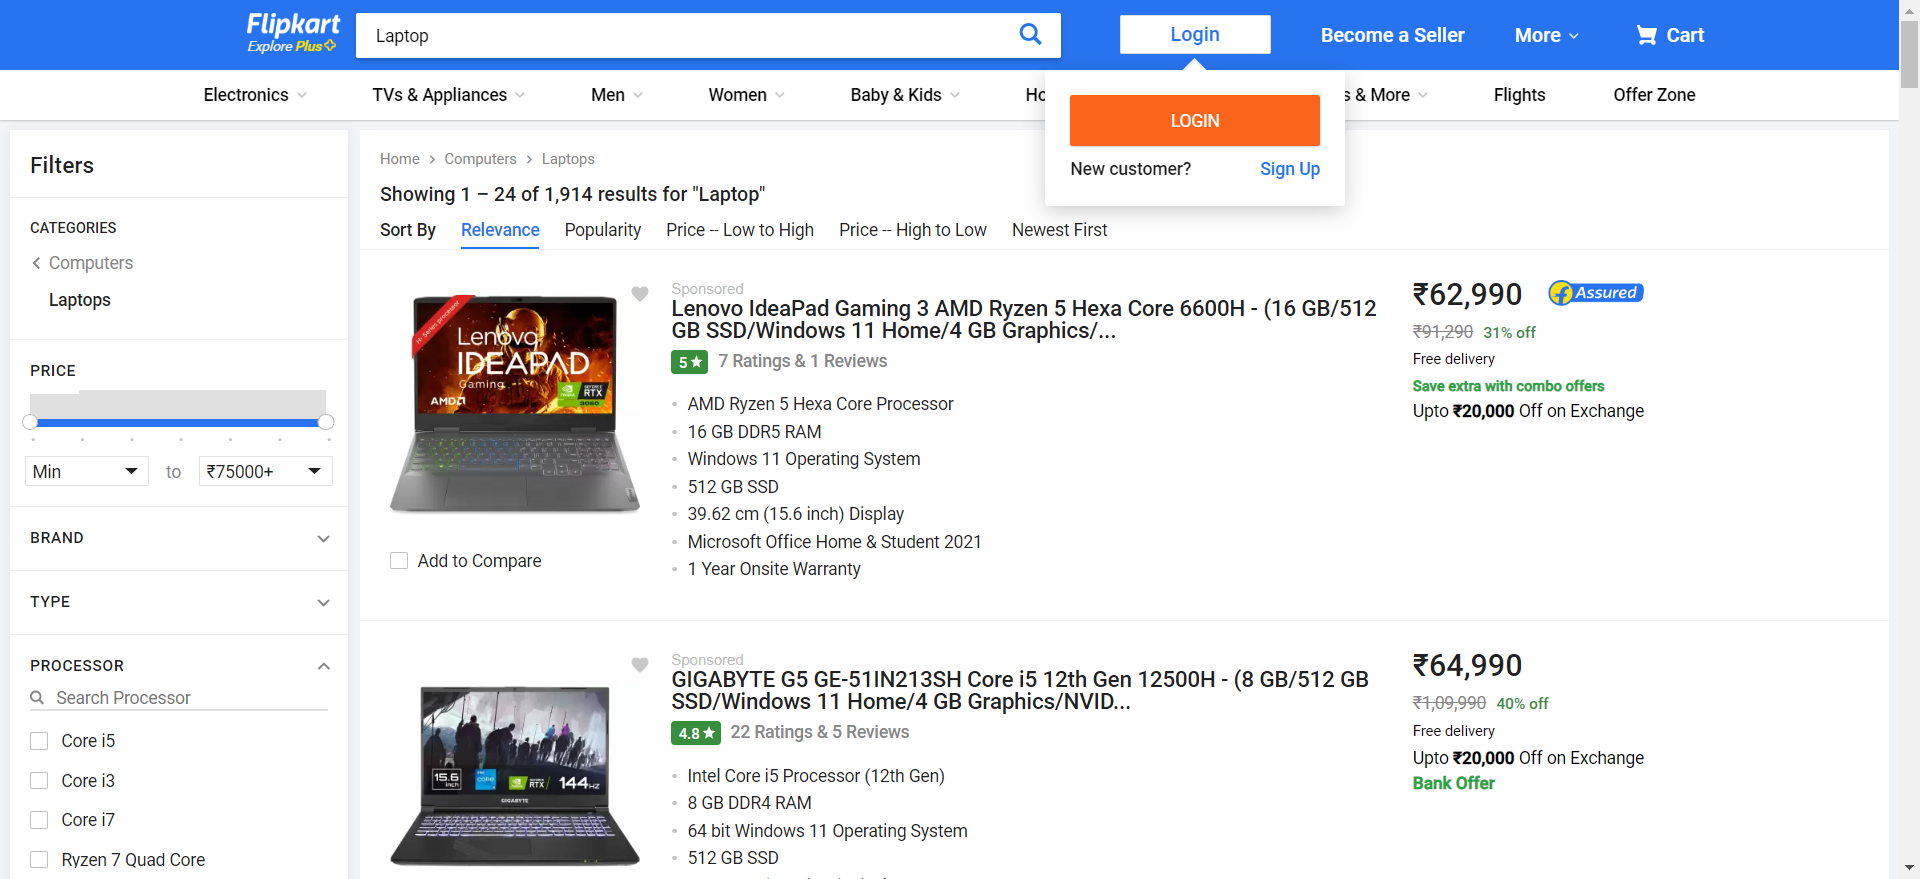 Flipkart
Explore Plus
Laptop
Login
Become a Seller
More
Cart
Electronics
TVs & Appliances
Men
Women
Baby & Kids
Ho
s & More
Flights
Offer Zone
LOGIN
New customer?
Sign Up
Filters
CATEGORIES
Computers
Laptops
PRICE
Min
to
₹75000+
BRAND
TYPE
PROCESSOR
Search Processor
Core i5
Core i3
Core i7
Ryzen 7 Quad Core
Home > Computers > Laptops
Showing 1 – 24 of 1,914 results for "Laptop"
Sort By
Relevance
Popularity
Price -- Low to High
Price -- High to Low
Newest First
H- Series processor
Lenovo
IDEAPAD
Gaming
AMD
GEFORCE
RTX
3050
Add to Compare
Sponsored
Lenovo IdeaPad Gaming 3 AMD Ryzen 5 Hexa Core 6600H - (16 GB/512
GB SSD/Windows 11 Home/4 GB Graphics/...
5★ 7 Ratings & 1 Reviews
AMD Ryzen 5 Hexa Core Processor
16 GB DDR5 RAM
Windows 11 Operating System
512 GB SSD
39.62 cm (15.6 inch) Display
Microsoft Office Home & Student 2021
1 Year Onsite Warranty
₹62,990
Assured
₹91,290 31% off
Free delivery
Save extra with combo offers
Upto ₹20,000 Off on Exchange
15.6
inch
CORE
RTX
144HZ
GIGABYTE
Sponsored
GIGABYTE G5 GE-51IN213SH Core i5 12th Gen 12500H - (8 GB/512 GB
SSD/Windows 11 Home/4 GB Graphics/NVID...
4.8★ 22 Ratings & 5 Reviews
Intel Core i5 Processor (12th Gen)
8 GB DDR4 RAM
64 bit Windows 11 Operating System
512 GB SSD
₹64,990
₹1,09,990 40% off
Free delivery
Upto ₹20,000 Off on Exchange
Bank Offer